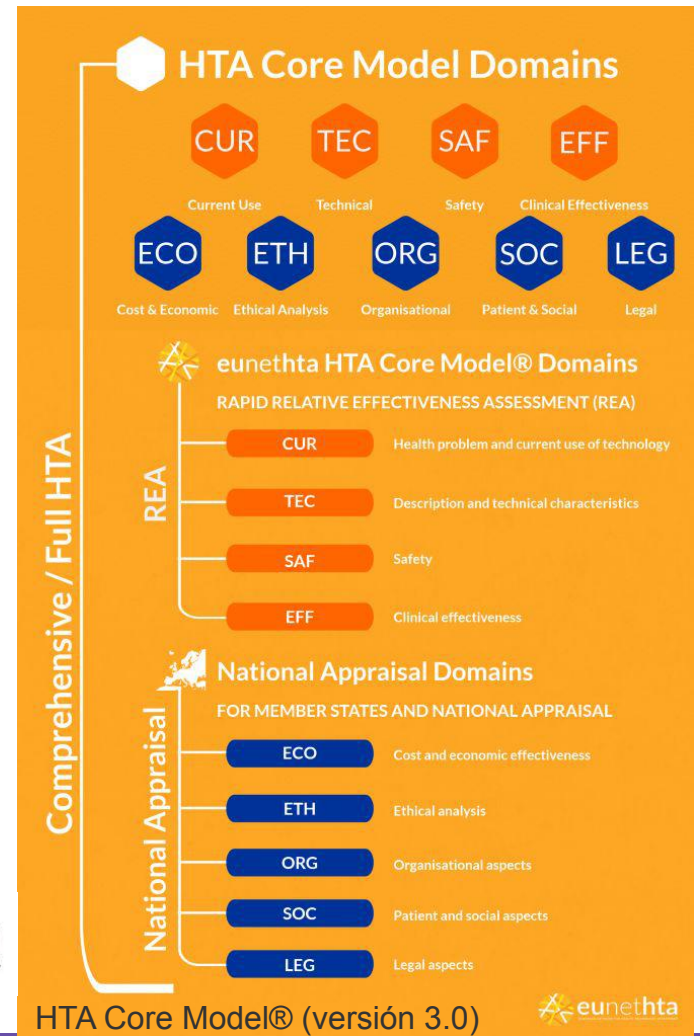 HTA Core Model Domains
CUR TEC SAF EFF
Current Use Technical Safety Clinical Effectiveness
ECO ETH ORG SOC LEG
Cost & Economic Ethical Analysis Organisational Patient & Social Legal
eunethta HTA Core Model® Domains
RAPID RELATIVE EFFECTIVENESS ASSESSMENT (REA)
REA
CUR Health problem and current use of technology
TEC Description and technical characteristics
SAF Safety
EFF Clinical effectiveness
Comprehensive / Full HTA
National Appraisal Domains
FOR MEMBER STATES AND NATIONAL APPRAISAL
National Appraisal
ECO Cost and economic effectiveness
ETH Ethical analysis
ORG Organisational aspects
SOC Patient and social aspects
LEG Legal aspects
eunethta
HTA Core Model® (versión 3.0)